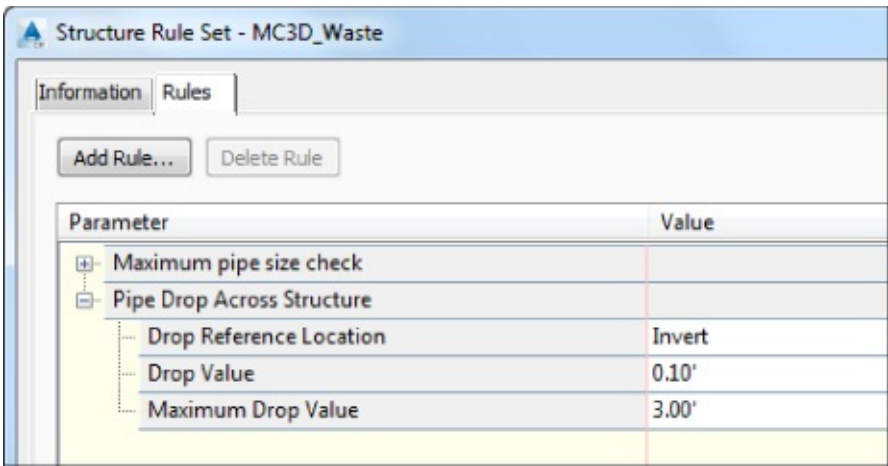 Structure Rule Set - MC3D_Waste
Information Rules
Add Rule... Delete Rule
Parameter Value
Maximum pipe size check
Pipe Drop Across Structure
Drop Reference Location Invert
Drop Value 0.10'
Maximum Drop Value 3.00'